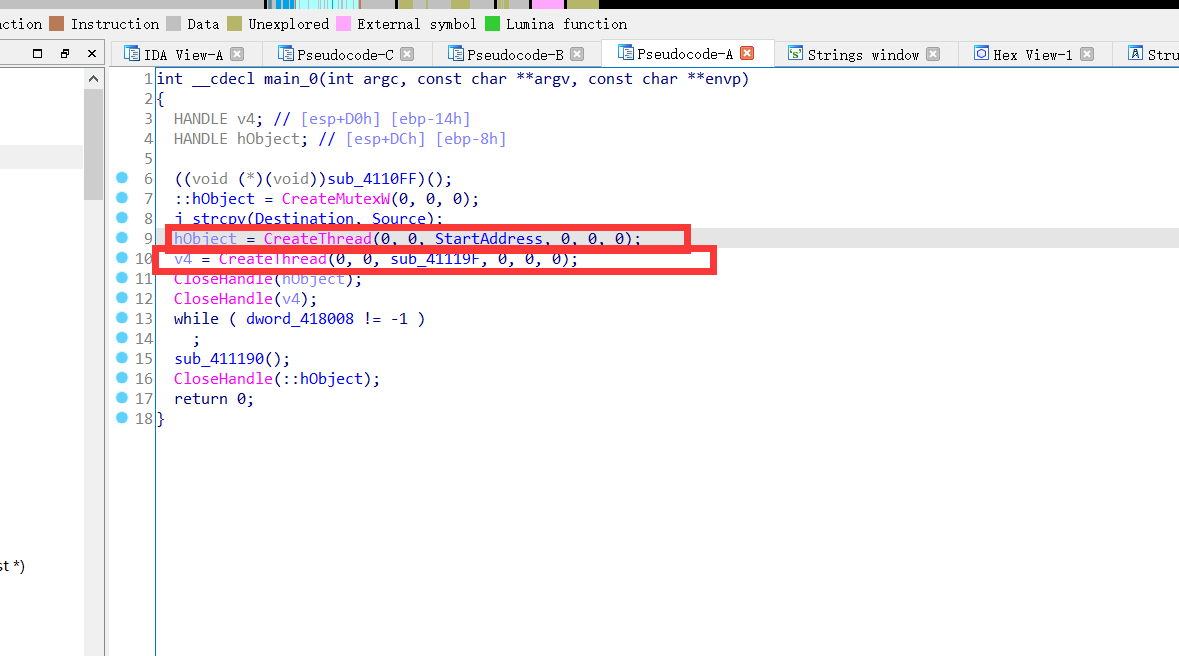 ction Instruction Data Unexplored External symbol Lumina function
IDA View-A Pseudocode-C Pseudocode-B Pseudocode-A Strings window Hex View-1 Stru
1 int __cdecl main_0(int argc, const char **argv, const char **envp)
2 {
3 HANDLE v4; // [esp+D0h] [ebp-14h]
4 HANDLE hObject; // [esp+DCh] [ebp-8h]
5
6 ((void (*)(void))sub_4110FF)();
7 ::hObject = CreateMutexW(0, 0, 0);
8 j_strcpy(Destination, Source);
9 hObject = CreateThread(0, 0, StartAddress, 0, 0, 0);
10 v4 = CreateThread(0, 0, sub_41119F, 0, 0, 0);
11 CloseHandle(hObject);
12 CloseHandle(v4);
13 while ( dword_418008 != -1 )
14 ;
15 sub_411190();
16 CloseHandle(::hObject);
17 return 0;
18 }
st *)